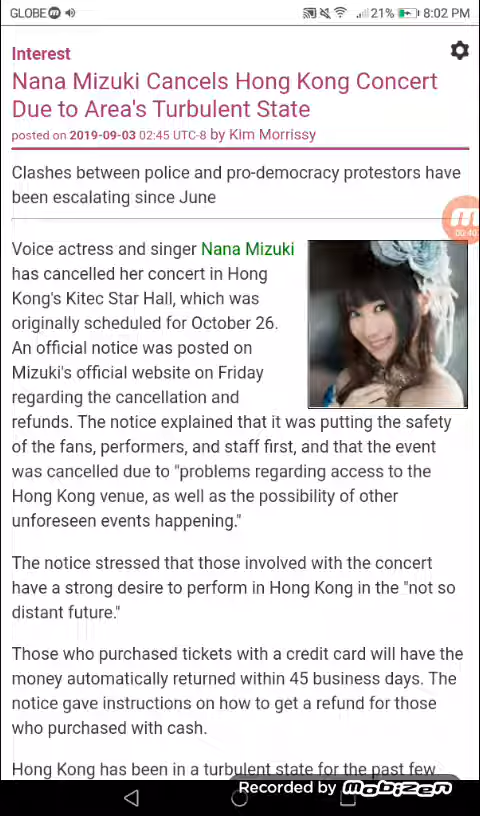 GLOBE 21% 8:02 PM
Interest
Nana Mizuki Cancels Hong Kong Concert
Due to Area's Turbulent State
posted on 2019-09-03 02:45 UTC-8 by Kim Morrissy
Clashes between police and pro-democracy protestors have
been escalating since June
00:40
Voice actress and singer Nana Mizuki
has cancelled her concert in Hong
Kong's Kitec Star Hall, which was
originally scheduled for October 26.
An official notice was posted on
Mizuki's official website on Friday
regarding the cancellation and
refunds. The notice explained that it was putting the safety
of the fans, performers, and staff first, and that the event
was cancelled due to "problems regarding access to the
Hong Kong venue, as well as the possibility of other
unforeseen events happening."
The notice stressed that those involved with the concert
have a strong desire to perform in Hong Kong in the "not so
distant future."
Those who purchased tickets with a credit card will have the
money automatically returned within 45 business days. The
notice gave instructions on how to get a refund for those
who purchased with cash.
Hong Kong has been in a turbulent state for the past few
Recorded by mobizen